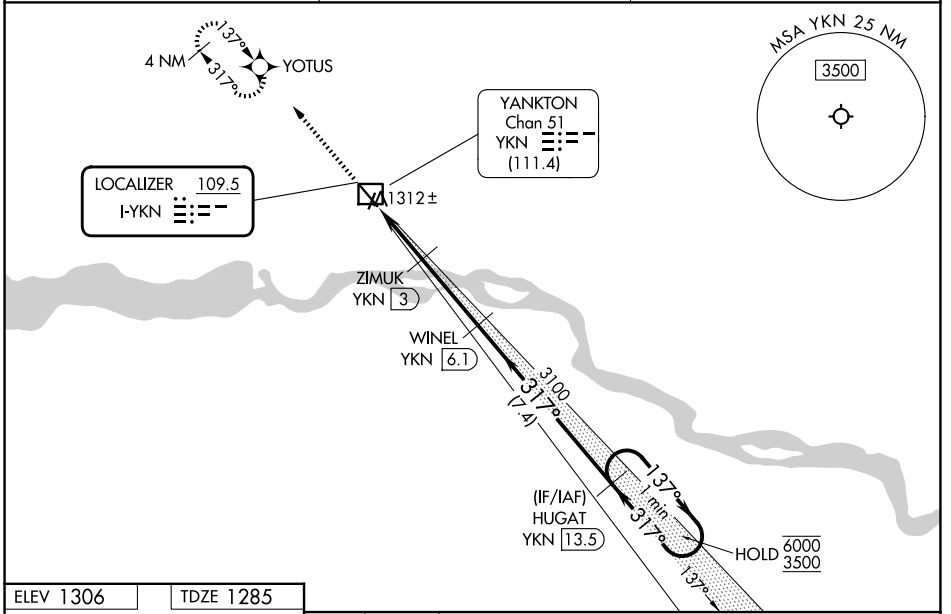 MSA YKN 25 NM
3500
137°
4 NM
317°
YOTUS
YANKTON
Chan 51
YKN
(111.4)
LOCALIZER 109.5
I-YKN
1312±
ZIMUK
YKN 3
WINEL
YKN 6.1
3100
317°
(7.4)
(IF/IAF)
HUGAT
YKN 13.5
137°
1 min
317°
HOLD 6000
3500
137°
ELEV 1306
TDZE 1285